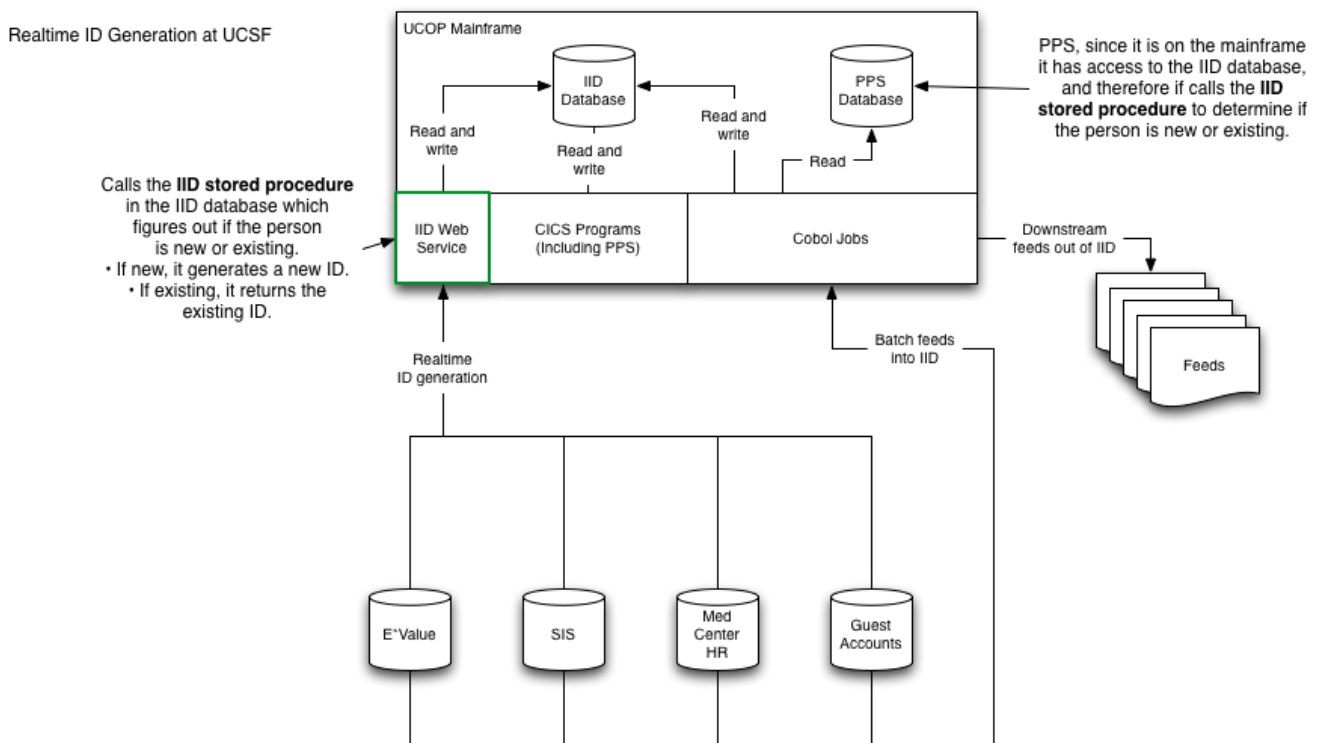 Realtime ID Generation at UCSF
UCOP Mainframe
IID
Database
PPS
Database
PPS, since it is on the mainframe
it has access to the IID database,
and therefore if calls the IID
stored procedure to determine if
the person is new or existing.
Read and
write
Read and
write
Read and
write
Read
Calls the IID stored procedure
in the IID database which
figures out if the person
is new or existing.
• If new, it generates a new ID.
• If existing, it returns the
existing ID.
IID Web
Service
CICS Programs
(Including PPS)
Cobol Jobs
Downstream
feeds out of IID
Feeds
Realtime
ID generation
Batch feeds
into IID
E*Value
SIS
Med
Center
HR
Guest
Accounts